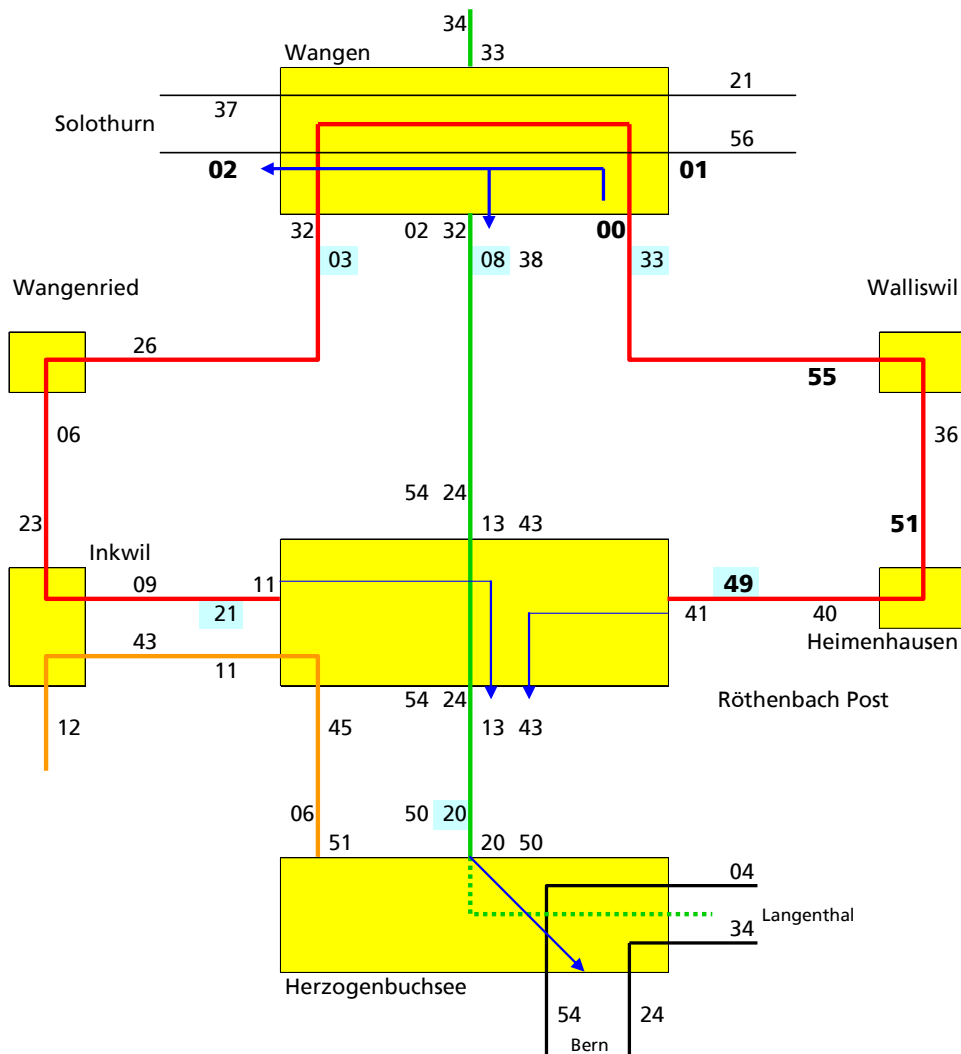 34
Wangen 33
21
37
Solothurn
56
02 01
32 02 32 00
03 08 38 33
Wangenried Walliswil
26
55
06 36
54 24
23 13 43 51
Inkwil
09 11 49
21 41 40
43 Heimenhausen
11
54 24 Röthenbach Post
12 45 13 43
06 50 20
51 20 50
04
Langenthal
34
Herzogenbuchsee
54 24
Bern